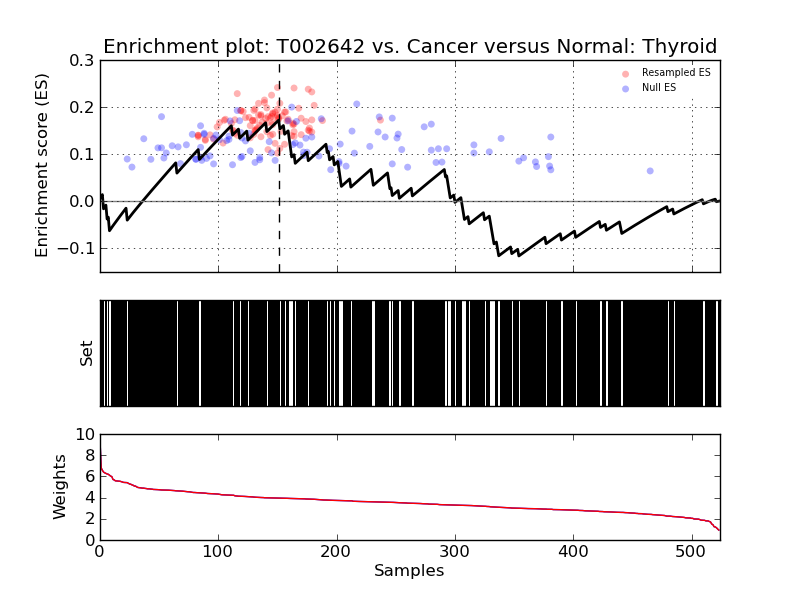 Enrichment plot: T002642 vs. Cancer versus Normal: Thyroid
Enrichment score (ES)
0.3
0.2
0.1
0.0
−0.1
Resampled ES
Null ES
Set
Weights
10
8
6
4
2
0
0 100 200 300 400 500
Samples